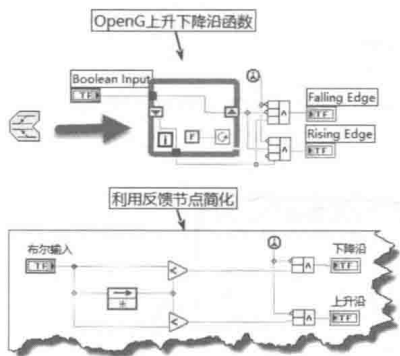 OpenG上升下降沿函数
Boolean Input
TF
Falling Edge
TF
i
F
Rising Edge
TF
利用反馈节点简化
布尔输入
TF
下降沿
TF
上升沿
TF